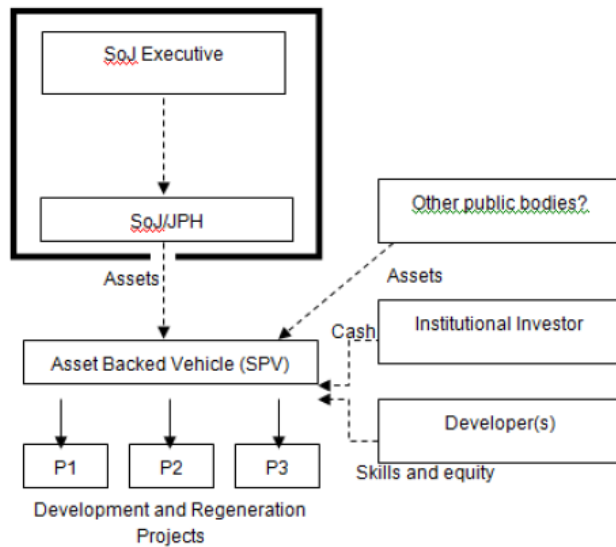 SoJ Executive
SoJ/JPH
Other public bodies?
Assets
Assets
Institutional Investor
Cash
Asset Backed Vehicle (SPV)
Developer(s)
P1
P2
P3
Skills and equity
Development and Regeneration
Projects